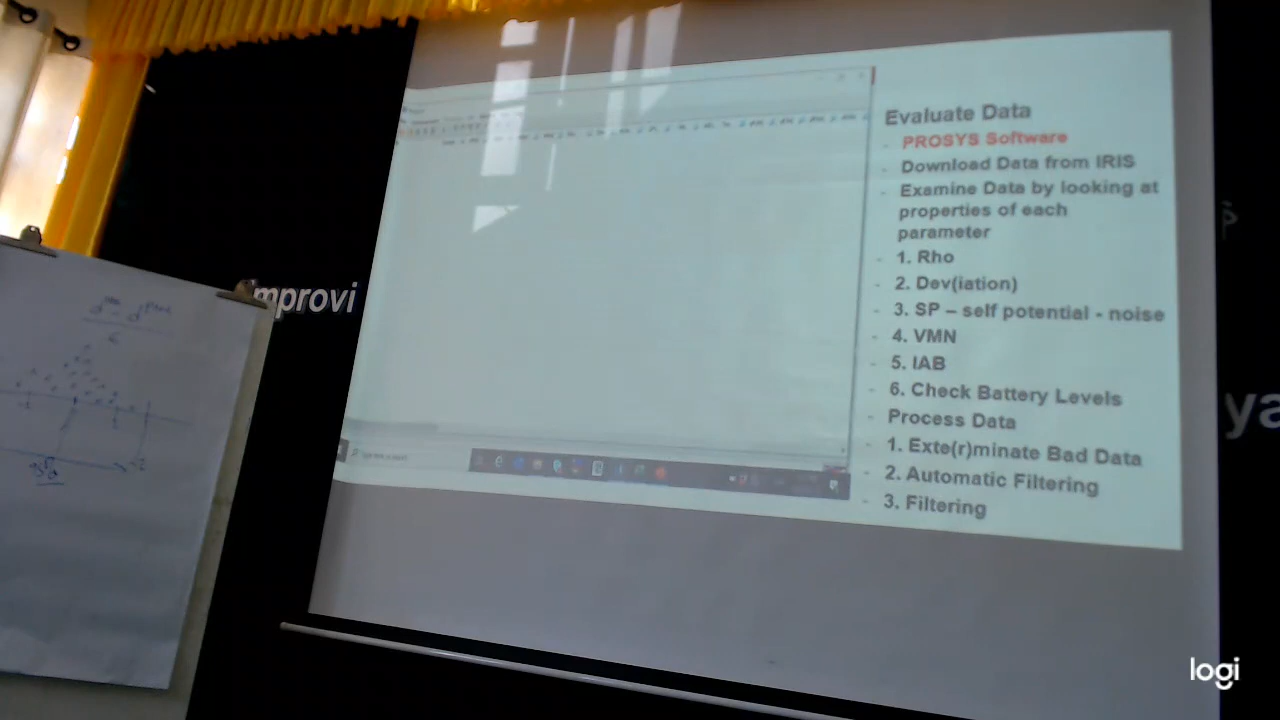 Evaluate Data
- PROSYS Software
- Download Data from IRIS
- Examine Data by looking at
properties of each
parameter
- 1. Rho
- 2. Dev(iation)
- 3. SP – self potential - noise
- 4. VMN
- 5. IAB
- 6. Check Battery Levels
- Process Data
- 1. Exte(r)minate Bad Data
- 2. Automatic Filtering
- 3. Filtering
improvi
ya
logi